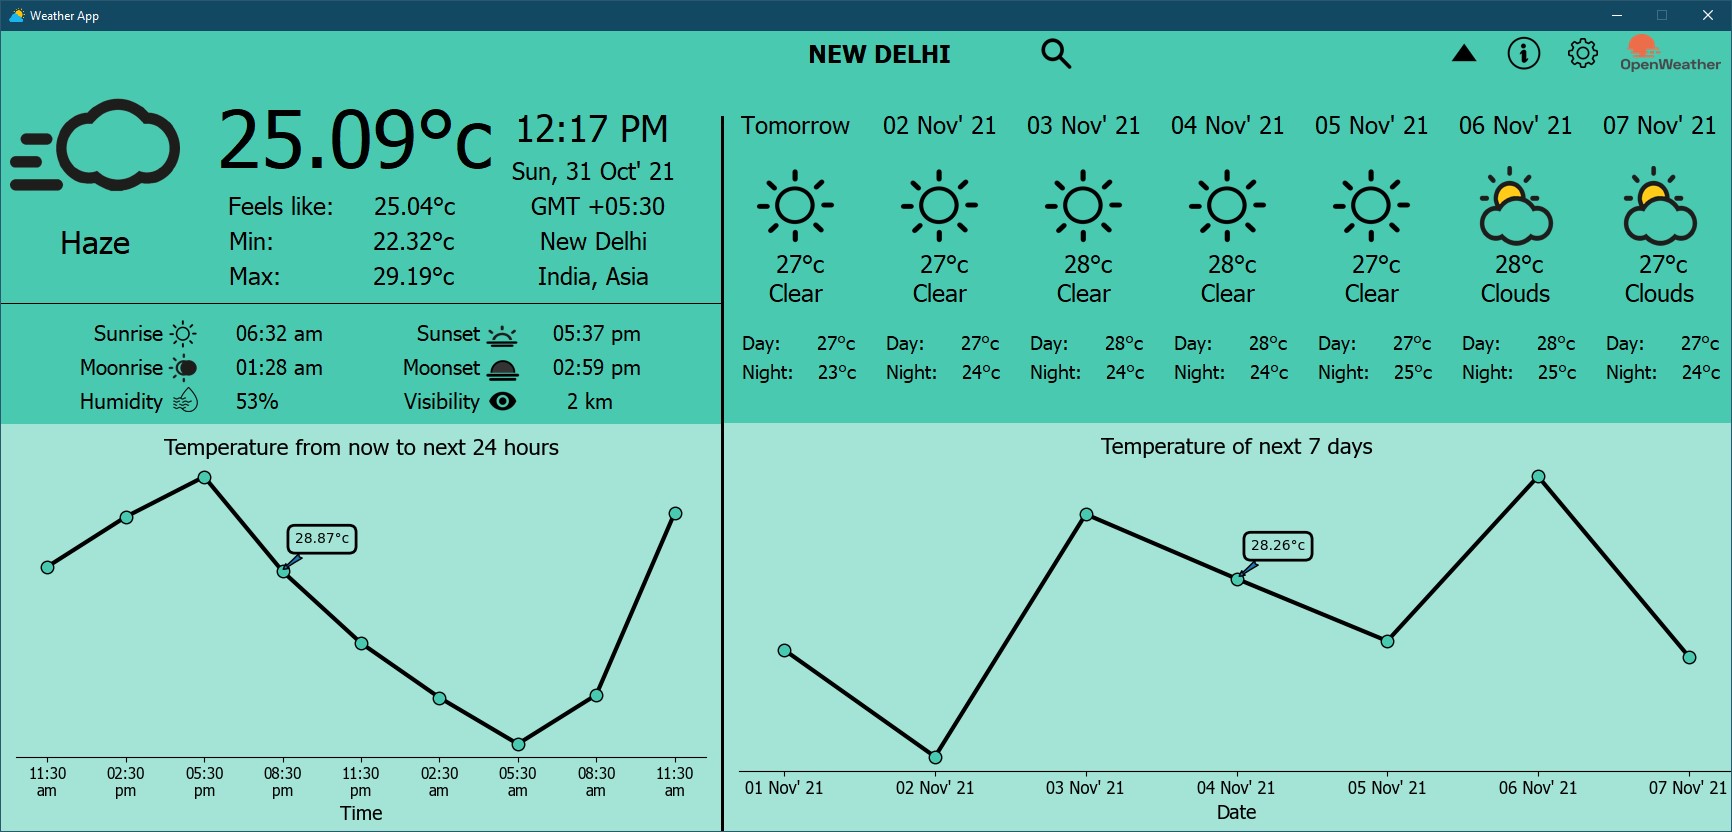 Weather App
NEW DELHI
OpenWeather
25.09°c
12:17 PM
Sun, 31 Oct' 21
Haze
Feels like: 25.04°c
Min: 22.32°c
Max: 29.19°c
GMT +05:30
New Delhi
India, Asia
Sunrise 06:32 am
Sunset 05:37 pm
Moonrise 01:28 am
Moonset 02:59 pm
Humidity 53%
Visibility 2 km
Tomorrow 02 Nov' 21 03 Nov' 21 04 Nov' 21 05 Nov' 21 06 Nov' 21 07 Nov' 21
27°c 27°c 28°c 28°c 27°c 28°c 27°c
Clear Clear Clear Clear Clear Clouds Clouds
Day: 27°c Day: 27°c Day: 28°c Day: 28°c Day: 27°c Day: 28°c Day: 27°c
Night: 23°c Night: 24°c Night: 24°c Night: 24°c Night: 25°c Night: 25°c Night: 24°c
Temperature from now to next 24 hours
28.87°c
11:30 am 02:30 pm 05:30 pm 08:30 pm 11:30 pm 02:30 am 05:30 am 08:30 am 11:30 am
Time
Temperature of next 7 days
28.26°c
01 Nov' 21 02 Nov' 21 03 Nov' 21 04 Nov' 21 05 Nov' 21 06 Nov' 21 07 Nov' 21
Date